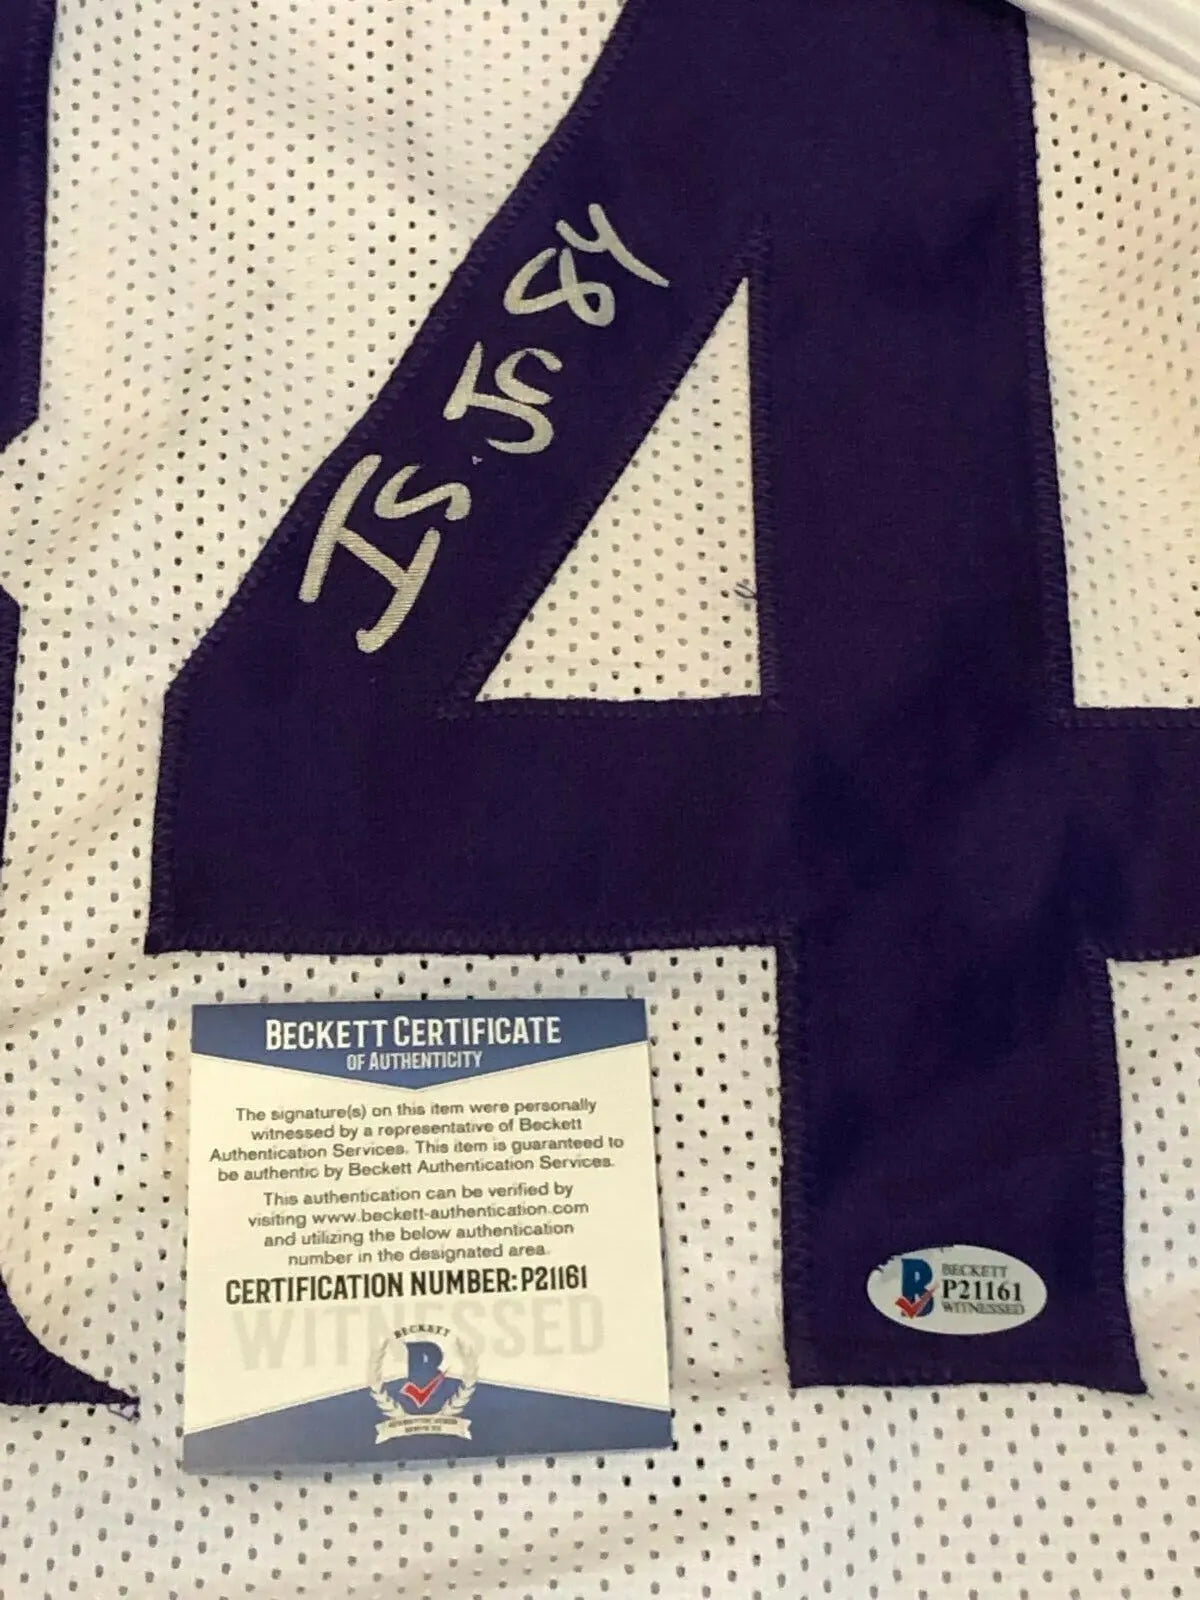 Is. Js 84
BECKETT CERTIFICATE
OF AUTHENTICITY
The signature(s) on this item were personally
witnessed by a representative of Beckett
Authentication Services. This item is guaranteed to
be authentic by Beckett Authentication Services.
This authentication can be verified by
visiting www.beckett-authentication.com
and utilizing the below authentication
number in the designated area.
CERTIFICATION NUMBER: P21161
WITNESSED
BECKETT
B
B
BECKETT
P21161
WITNESSED
4